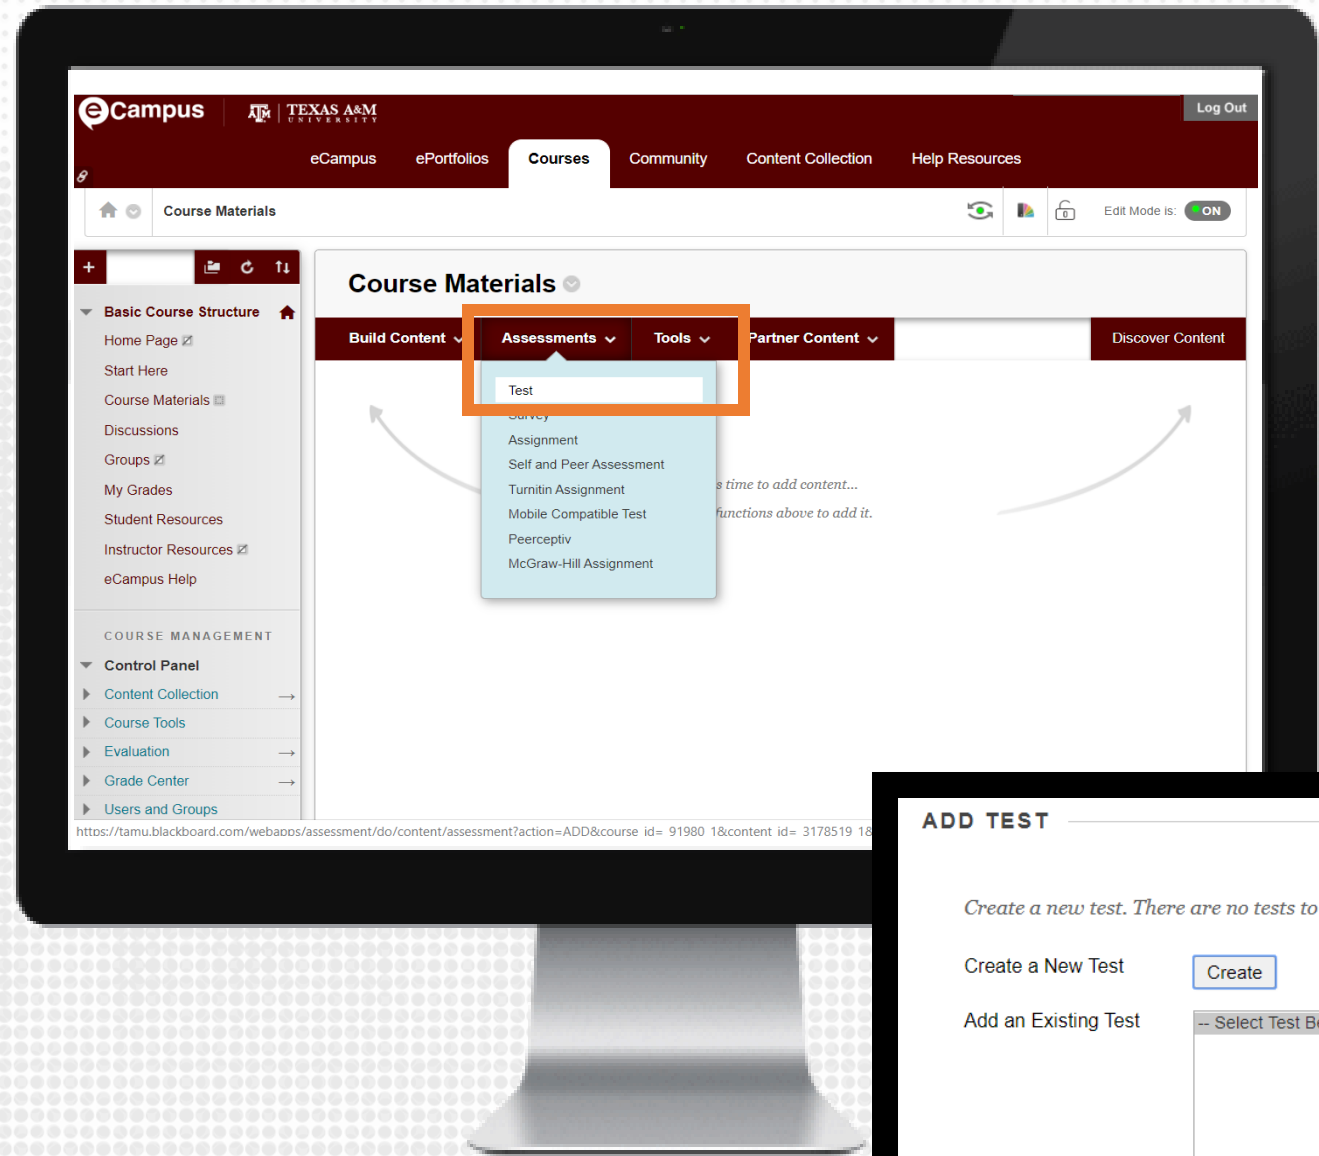 eCampus
TEXAS A&M
UNIVERSITY
Log Out
eCampus ePortfolios Courses Community Content Collection Help Resources
Course Materials
Edit Mode is: ON
Course Materials
Build Content Assessments Tools Partner Content Discover Content
Basic Course Structure
Home Page
Start Here
Course Materials
Discussions
Groups
My Grades
Student Resources
Instructor Resources
eCampus Help
COURSE MANAGEMENT
Control Panel
Content Collection
Course Tools
Evaluation
Grade Center
Users and Groups
Test
Survey
Assignment
Self and Peer Assessment
Turnitin Assignment
Mobile Compatible Test
Peerceptiv
McGraw-Hill Assignment
s time to add content...
functions above to add it.
https://tamu.blackboard.com/webapps/assessment/do/content/assessment?action=ADD&course_id=_91980_1&content_id=_3178519_1&
ADD TEST
Create a new test. There are no tests to
Create a New Test Create
Add an Existing Test -- Select Test Be